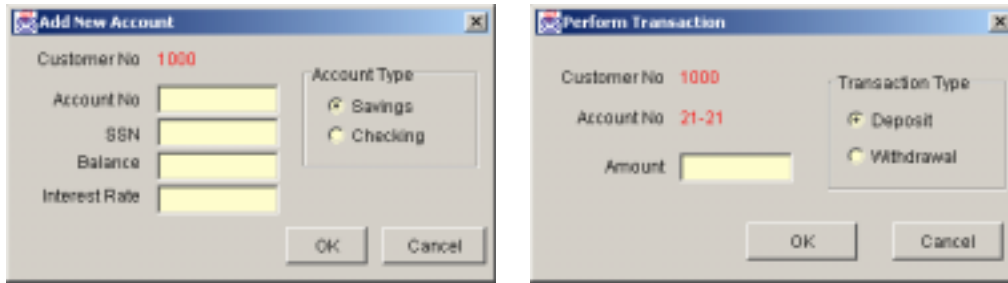 Add New Account
Customer No 1000
Account No
SSN
Balance
Interest Rate
Account Type
Savings
Checking
OK Cancel
Perform Transaction
Customer No 1000
Account No 21-21
Amount
Transaction Type
Deposit
Withdrawal
OK Cancel